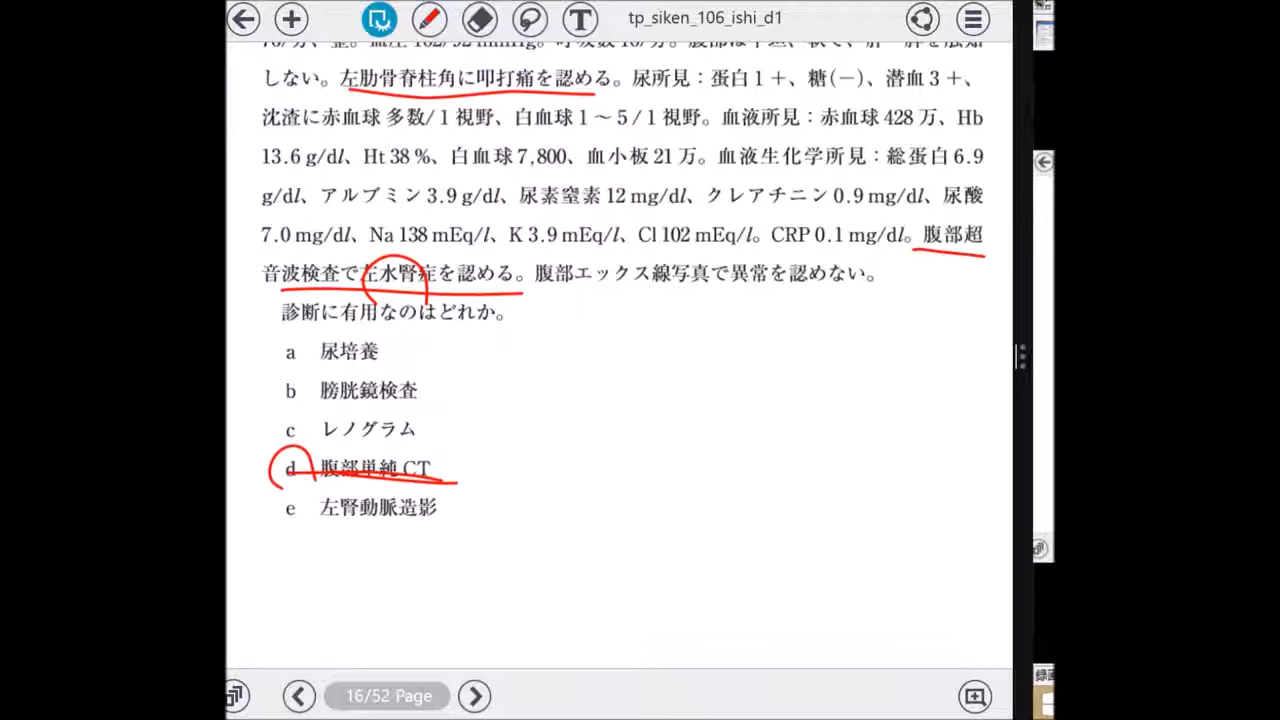 tp_siken_106_ishi_d1
しない。左肋骨脊柱角に叩打痛を認める。尿所見：蛋白1＋、糖(－)、潜血3＋、
沈渣に赤血球多数/1視野、白血球1～5/1視野。血液所見：赤血球428万、Hb
13.6 g/dl、Ht 38 %、白血球7,800、血小板21万。血液生化学所見：総蛋白6.9
g/dl、アルブミン3.9 g/dl、尿素窒素12 mg/dl、クレアチニン0.9 mg/dl、尿酸
7.0 mg/dl、Na 138 mEq/l、K 3.9 mEq/l、Cl 102 mEq/l。CRP 0.1 mg/dl。腹部超
音波検査で左水腎症を認める。腹部エックス線写真で異常を認めない。
診断に有用なのはどれか。
a 尿培養
b 膀胱鏡検査
c レノグラム
d 腹部単純CT
e 左腎動脈造影
16/52 Page